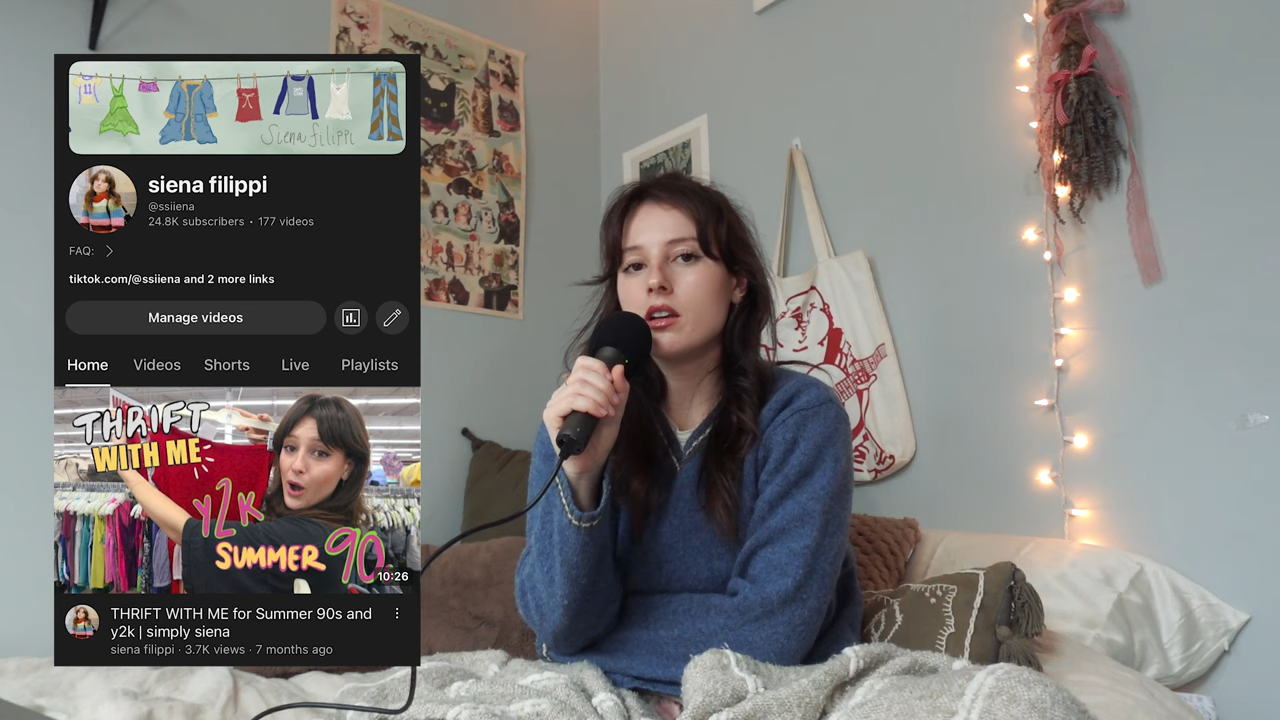 11
Siena filippi
siena filippi
@ssiiena
24.8K subscribers • 177 videos
FAQ:
tiktok.com/@ssiiena and 2 more links
Manage videos
Home Videos Shorts Live Playlists
THRIFT
WITH ME
Y2K
SUMMER 90
10:26
THRIFT WITH ME for Summer 90s and
y2k | simply siena
siena filippi · 3.7K views · 7 months ago